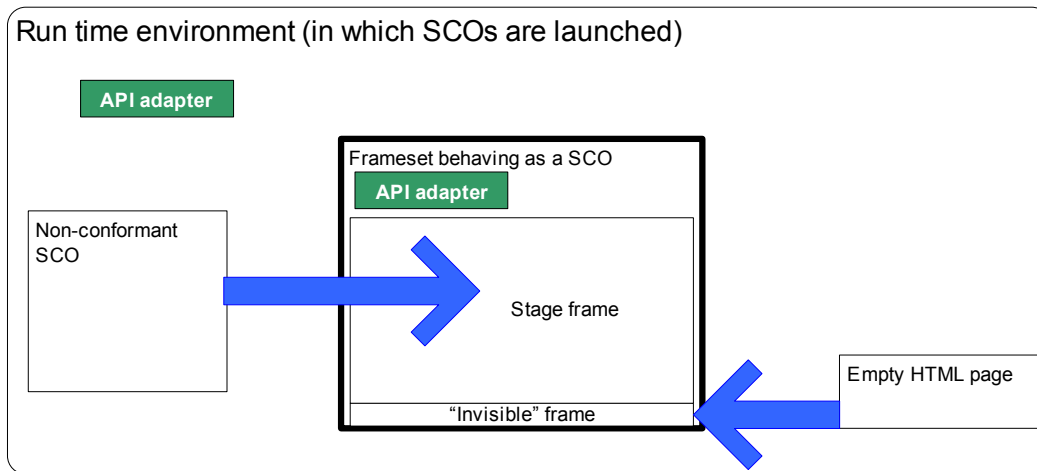 Run time environment (in which SCOs are launched)
API adapter
Frameset behaving as a SCO
API adapter
Non-conformant
SCO
Stage frame
Empty HTML page
“Invisible” frame